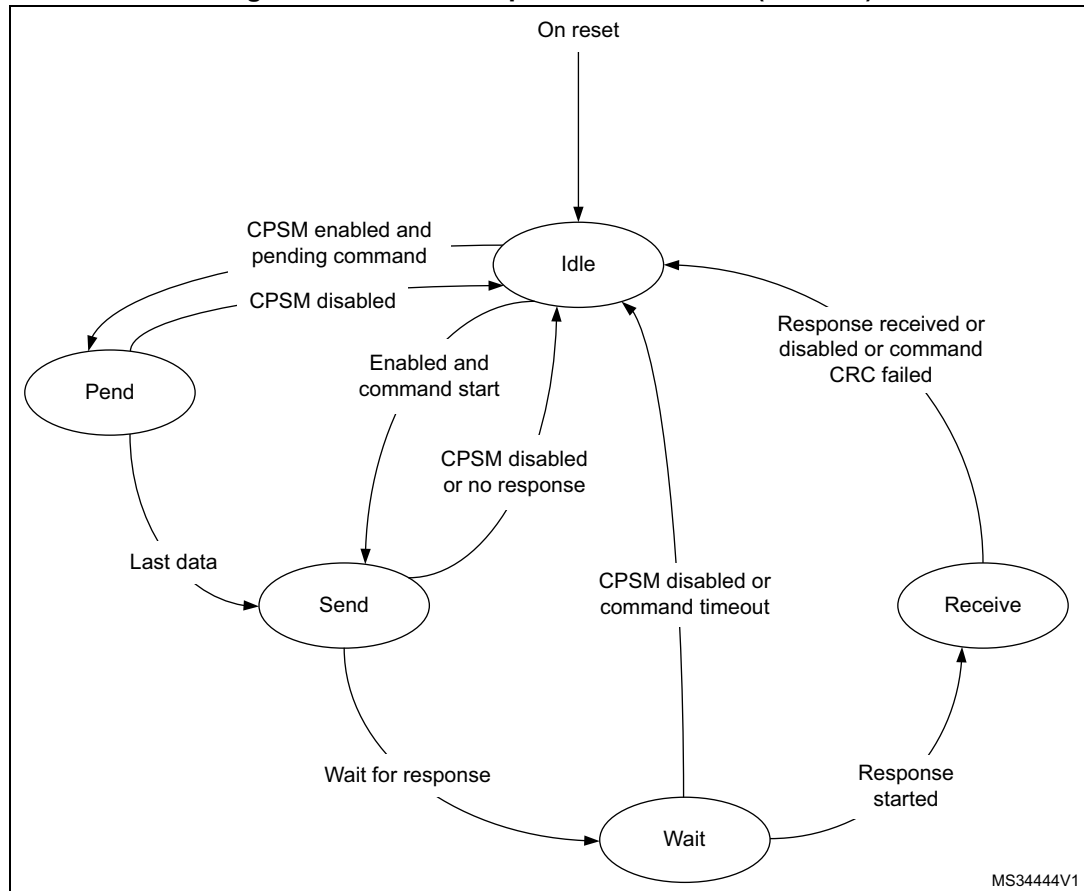 On reset
CPSM enabled and
pending command
Idle
CPSM disabled
Response received or
disabled or command
CRC failed
Enabled and
command start
Pend
CPSM disabled
or no response
Last data
CPSM disabled or
command timeout
Send
Receive
Wait for response
Response
started
Wait
MS34444V1